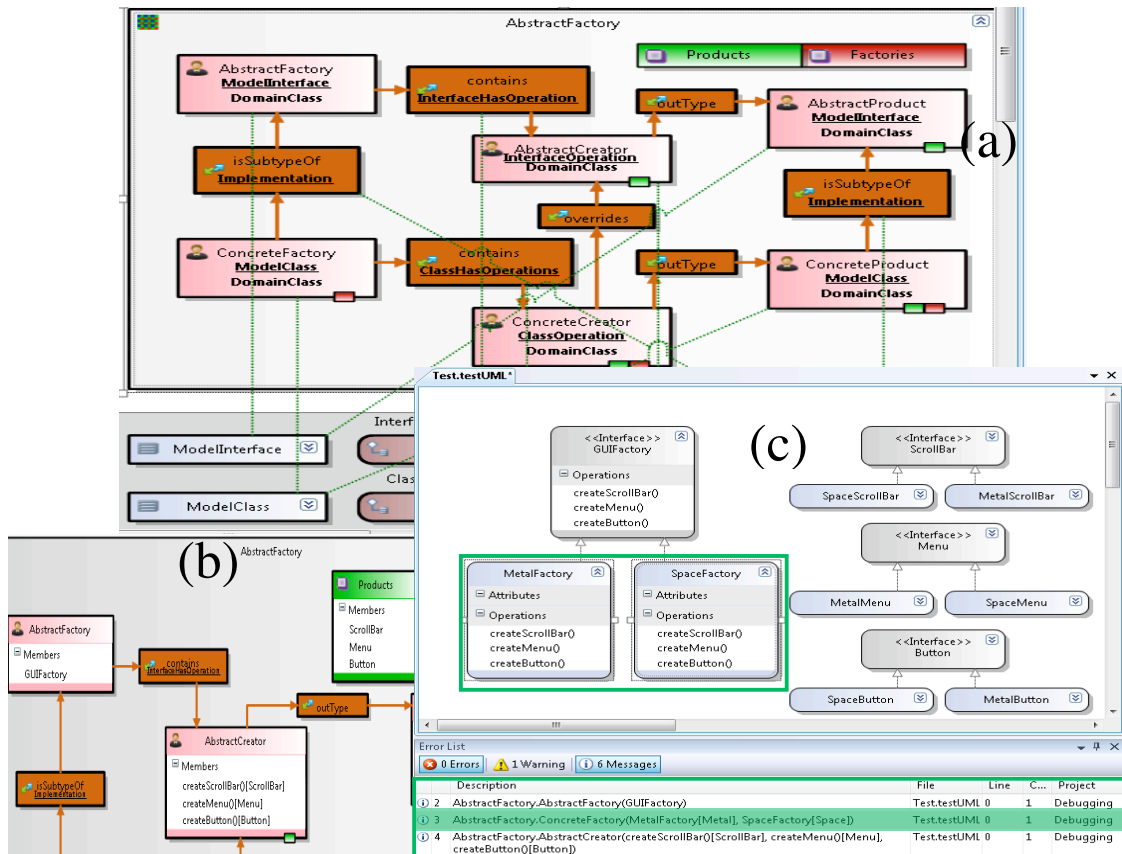 AbstractFactory
Products
Factories
AbstractFactory
ModelInterface
DomainClass
contains
InterfaceHasOperation
outType
AbstractProduct
ModelInterface
DomainClass
(a)
AbstractCreator
InterfaceOperation
DomainClass
isSubtypeOf
Implementation
isSubtypeOf
Implementation
overrides
ConcreteFactory
ModelClass
DomainClass
contains
ClassHasOperations
outType
ConcreteProduct
ModelClass
DomainClass
ConcreteCreator
ClassOperation
DomainClass
Interf
ModelInterface
Clas
ModelClass
(b)
AbstractFactory
Products
Members
ScrollBar
Menu
Button
AbstractFactory
Members
GUIFactory
contains
InterfaceHasOperation
outType
AbstractCreator
Members
createScrollBar()[ScrollBar]
createMenu()[Menu]
createButton()[Button]
isSubtypeOf
Implementation
Test.testUML*
(c)
<<Interface>>
GUIFactory
Operations
createScrollBar()
createMenu()
createButton()
MetalFactory
Attributes
Operations
createScrollBar()
createMenu()
createButton()
SpaceFactory
Attributes
Operations
createScrollBar()
createMenu()
createButton()
<<Interface>>
ScrollBar
SpaceScrollBar
MetalScrollBar
<<Interface>>
Menu
MetalMenu
SpaceMenu
<<Interface>>
Button
SpaceButton
MetalButton
Error List
0 Errors 1 Warning 6 Messages
Description File Line C... Project
2 AbstractFactory.AbstractFactory(GUIFactory) Test.testUML 0 1 Debugging
3 AbstractFactory.ConcreteFactory(MetalFactory[Metal], SpaceFactory[Space]) Test.testUML 0 1 Debugging
4 AbstractFactory.AbstractCreator(createScrollBar()[ScrollBar], createMenu()[Menu], Test.testUML 0 1 Debugging
createButton()[Button])